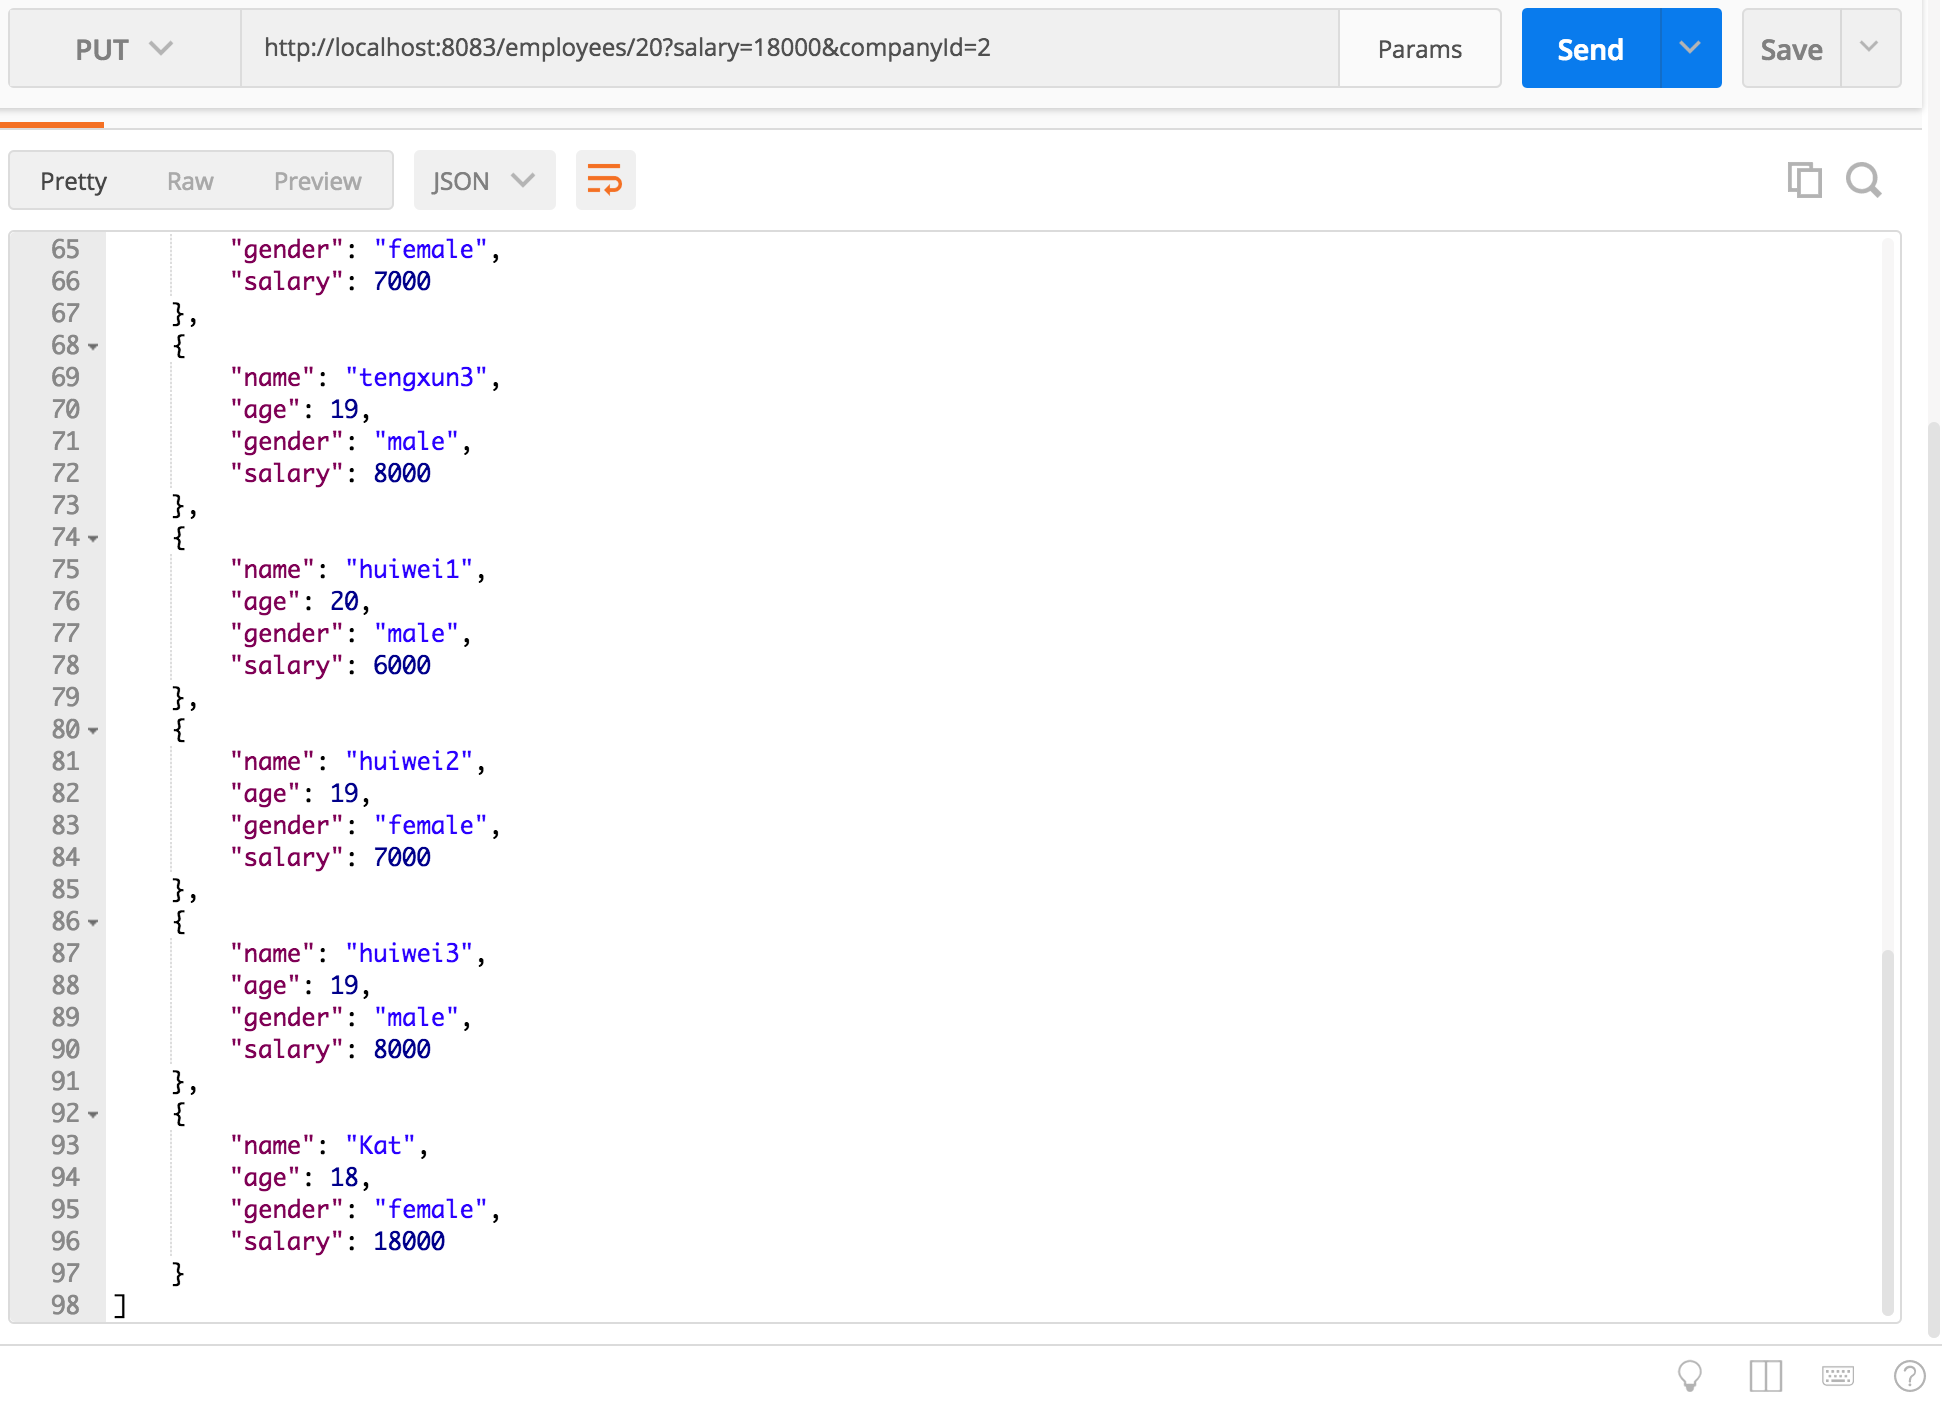 PUT http://localhost:8083/employees/20?salary=18000&companyId=2 Params Send Save
Pretty Raw Preview JSON
65 "gender": "female",
66 "salary": 7000
67 },
68 {
69 "name": "tengxun3",
70 "age": 19,
71 "gender": "male",
72 "salary": 8000
73 },
74 {
75 "name": "huiwei1",
76 "age": 20,
77 "gender": "male",
78 "salary": 6000
79 },
80 {
81 "name": "huiwei2",
82 "age": 19,
83 "gender": "female",
84 "salary": 7000
85 },
86 {
87 "name": "huiwei3",
88 "age": 19,
89 "gender": "male",
90 "salary": 8000
91 },
92 {
93 "name": "Kat",
94 "age": 18,
95 "gender": "female",
96 "salary": 18000
97 }
98 ]